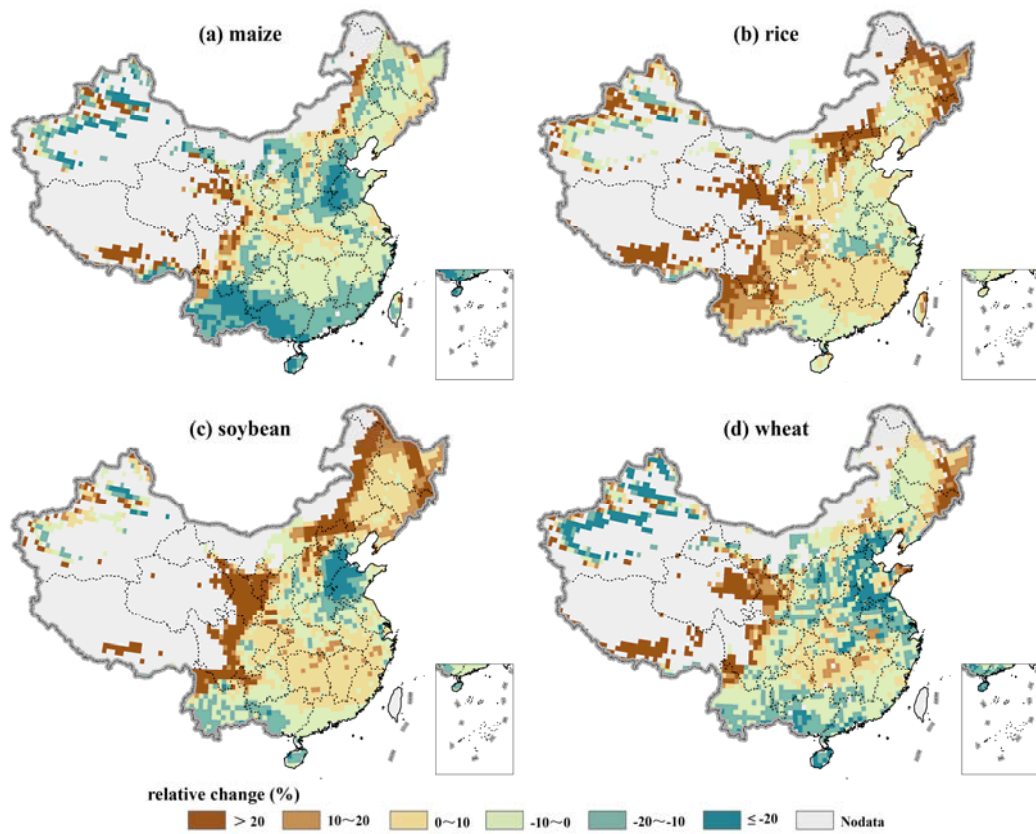 (a) maize
(b) rice
(c) soybean
(d) wheat
relative change (%)
> 20
10~20
0~10
-10~0
-20~-10
≤ -20
Nodata